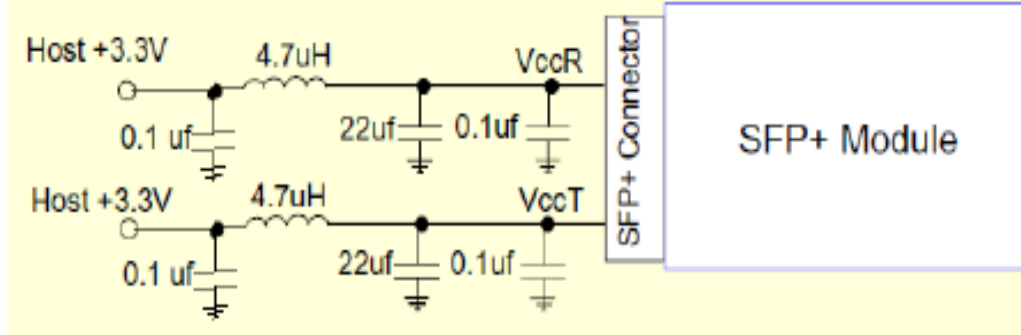 Host +3.3V
4.7uH
VccR
0.1 uf
22uf
0.1uf
Host +3.3V
4.7uH
VccT
0.1 uf
22uf
0.1uf
SFP+ Connector
SFP+ Module